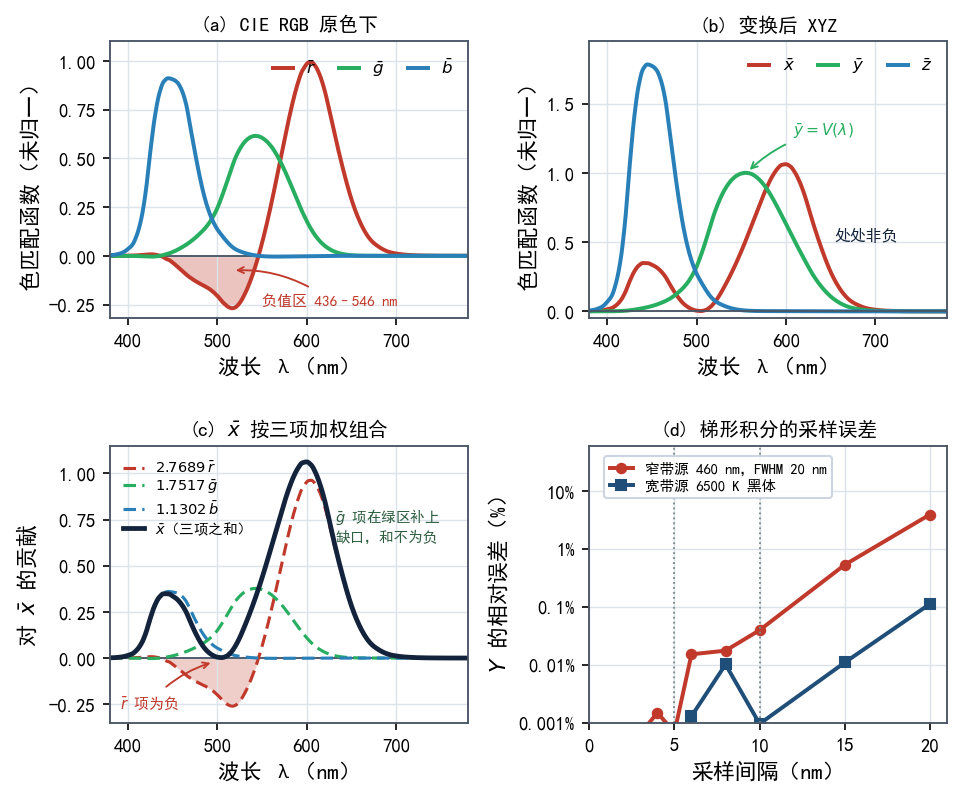 (a) CIE RGB 原色下
r̄ ḡ b̄
1.00
0.75
0.50
0.25
0.00
−0.25
色匹配函数（未归一）
负值区 436–546 nm
400 500 600 700
波长 λ（nm）
(b) 变换后 XYZ
x̄ ȳ z̄
1.5
1.0
0.5
0.0
色匹配函数（未归一）
ȳ = V(λ)
处处非负
400 500 600 700
波长 λ（nm）
(c) x̄ 按三项加权组合
2.7689 r̄
1.7517 ḡ
1.1302 b̄
x̄（三项之和）
1.00
0.75
0.50
0.25
0.00
−0.25
对 x̄ 的贡献
ḡ 项在绿区补上
缺口，和不为负
r̄ 项为负
400 500 600 700
波长 λ（nm）
(d) 梯形积分的采样误差
窄带源 460 nm，FWHM 20 nm
宽带源 6500 K 黑体
10%
1%
0.1%
0.01%
0.001%
Y 的相对误差（%）
0 5 10 15 20
采样间隔（nm）